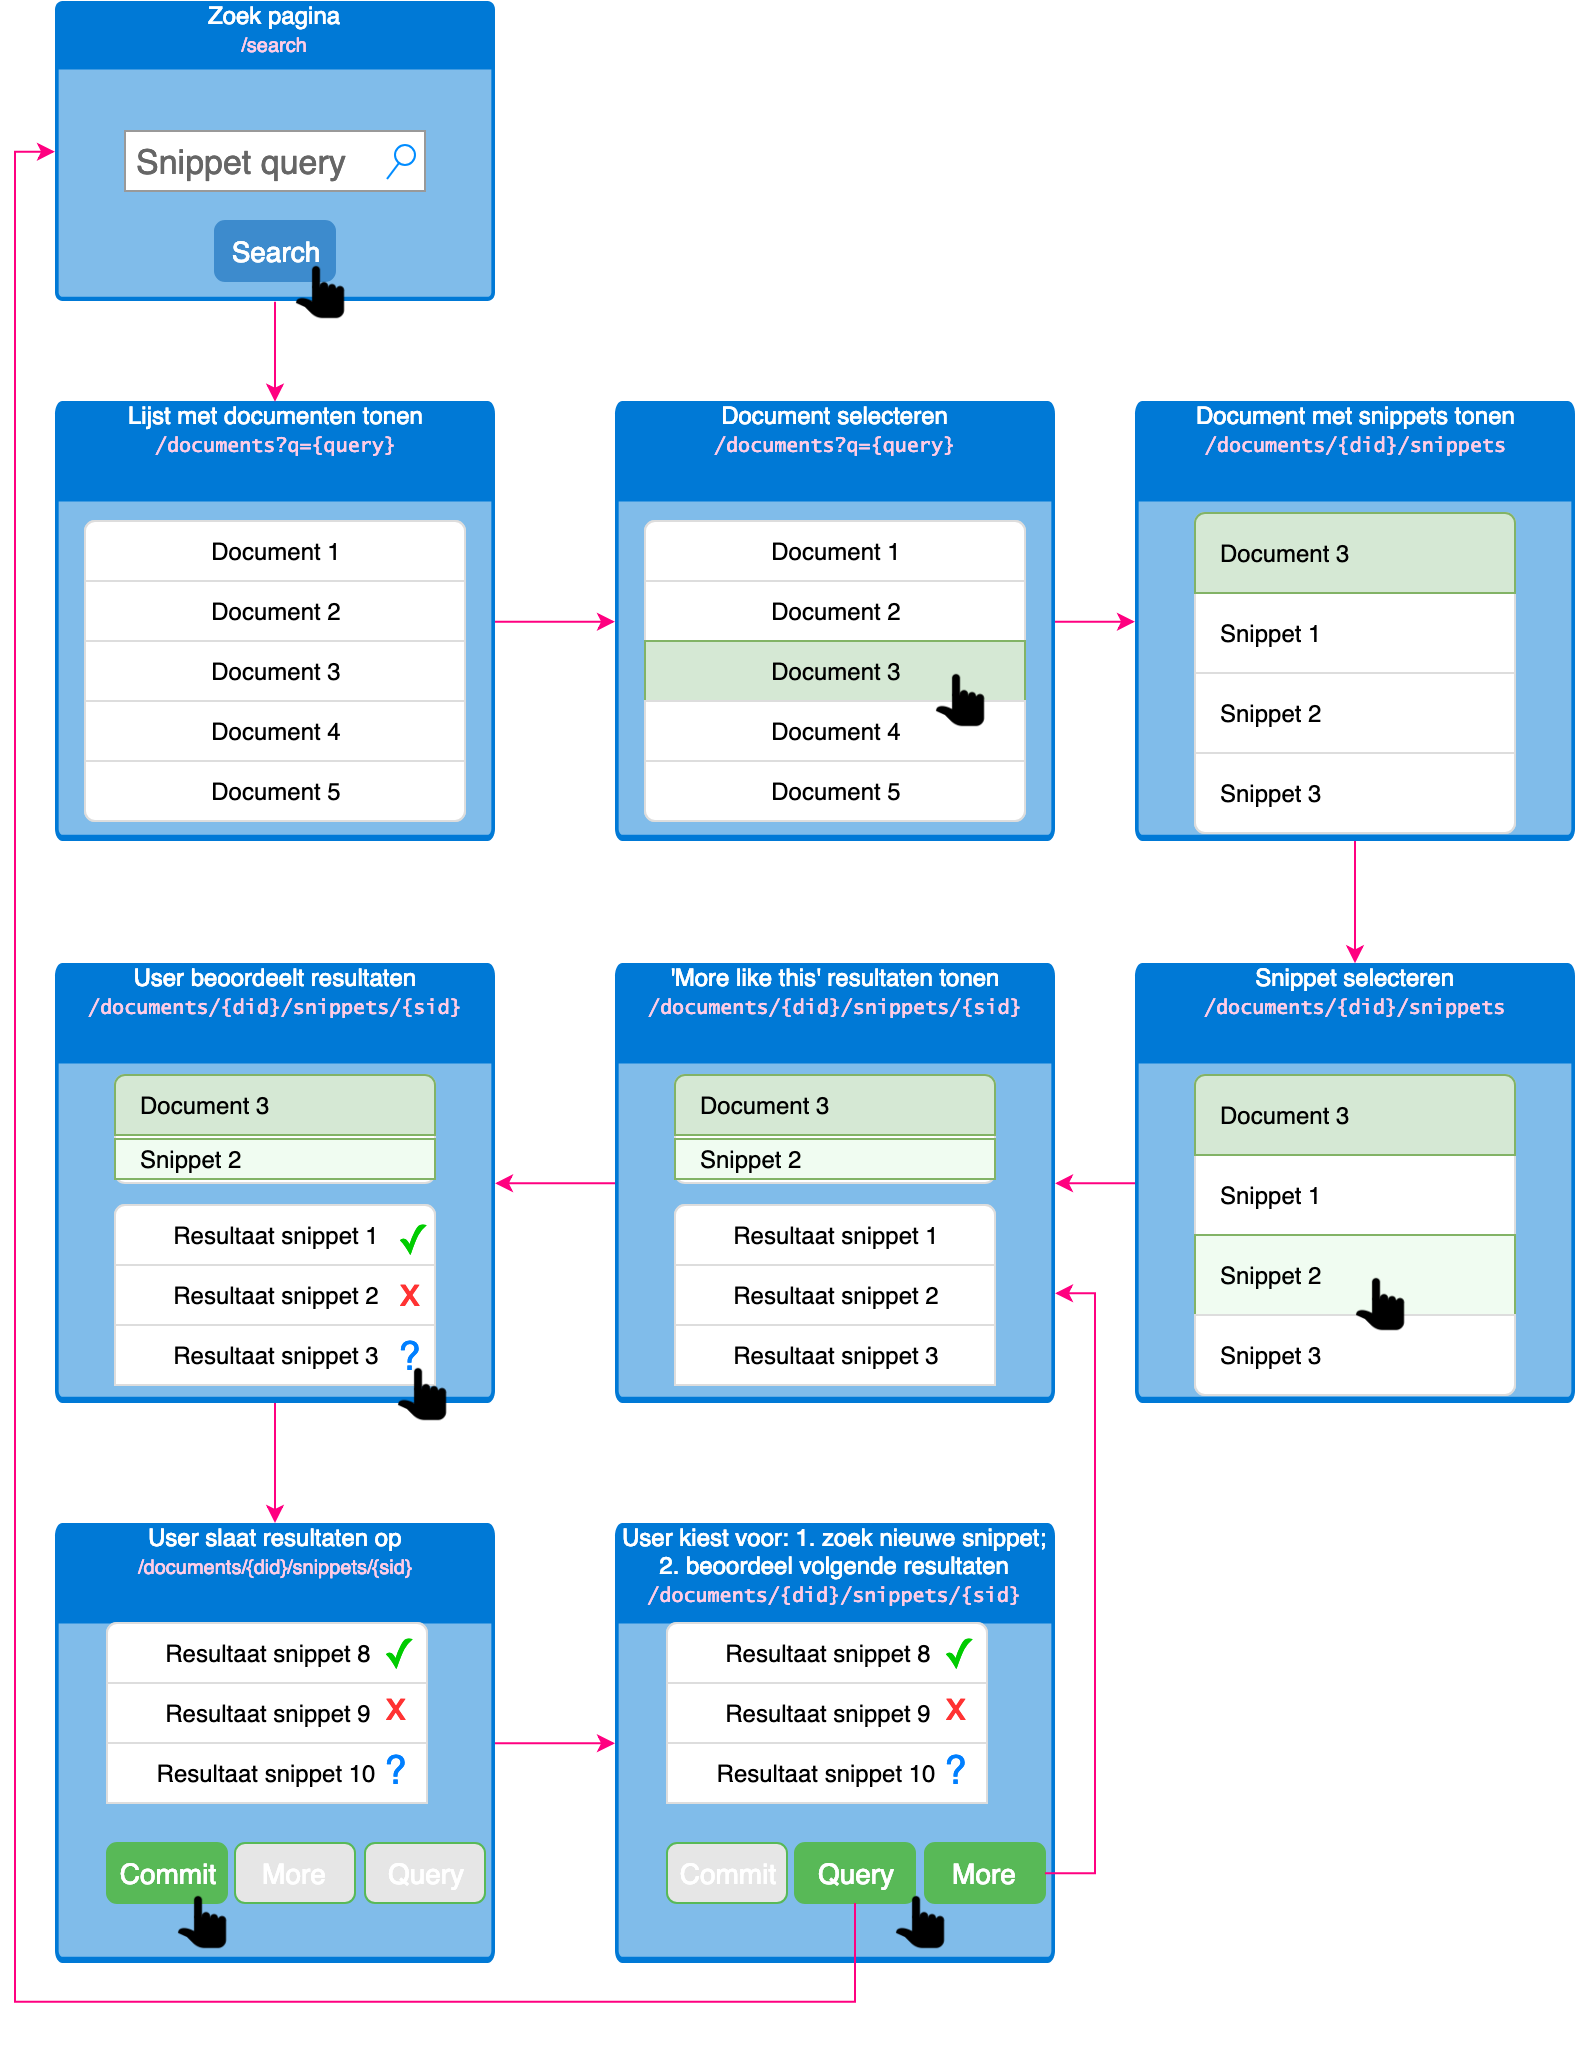 Zoek pagina
/search
Snippet query
Search
Lijst met documenten tonen
/documents?q={query}
Document 1
Document 2
Document 3
Document 4
Document 5
Document selecteren
/documents?q={query}
Document 1
Document 2
Document 3
Document 4
Document 5
Document met snippets tonen
/documents/{did}/snippets
Document 3
Snippet 1
Snippet 2
Snippet 3
Snippet selecteren
/documents/{did}/snippets
Document 3
Snippet 1
Snippet 2
Snippet 3
'More like this' resultaten tonen
/documents/{did}/snippets/{sid}
Document 3
Snippet 2
Resultaat snippet 1
Resultaat snippet 2
Resultaat snippet 3
User beoordeelt resultaten
/documents/{did}/snippets/{sid}
Document 3
Snippet 2
Resultaat snippet 1 ✓
Resultaat snippet 2 X
Resultaat snippet 3 ?
User slaat resultaten op
/documents/{did}/snippets/{sid}
Resultaat snippet 8 ✓
Resultaat snippet 9 X
Resultaat snippet 10 ?
Commit More Query
User kiest voor: 1. zoek nieuwe snippet;
2. beoordeel volgende resultaten
/documents/{did}/snippets/{sid}
Resultaat snippet 8 ✓
Resultaat snippet 9 X
Resultaat snippet 10 ?
Commit Query More